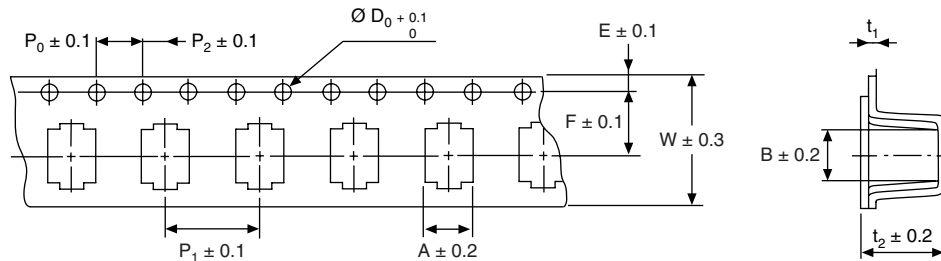 Ø D0 + 0.1
0
P0 ± 0.1
P2 ± 0.1
E ± 0.1
t1
F ± 0.1
W ± 0.3
B ± 0.2
P1 ± 0.1
A ± 0.2
t2 ± 0.2